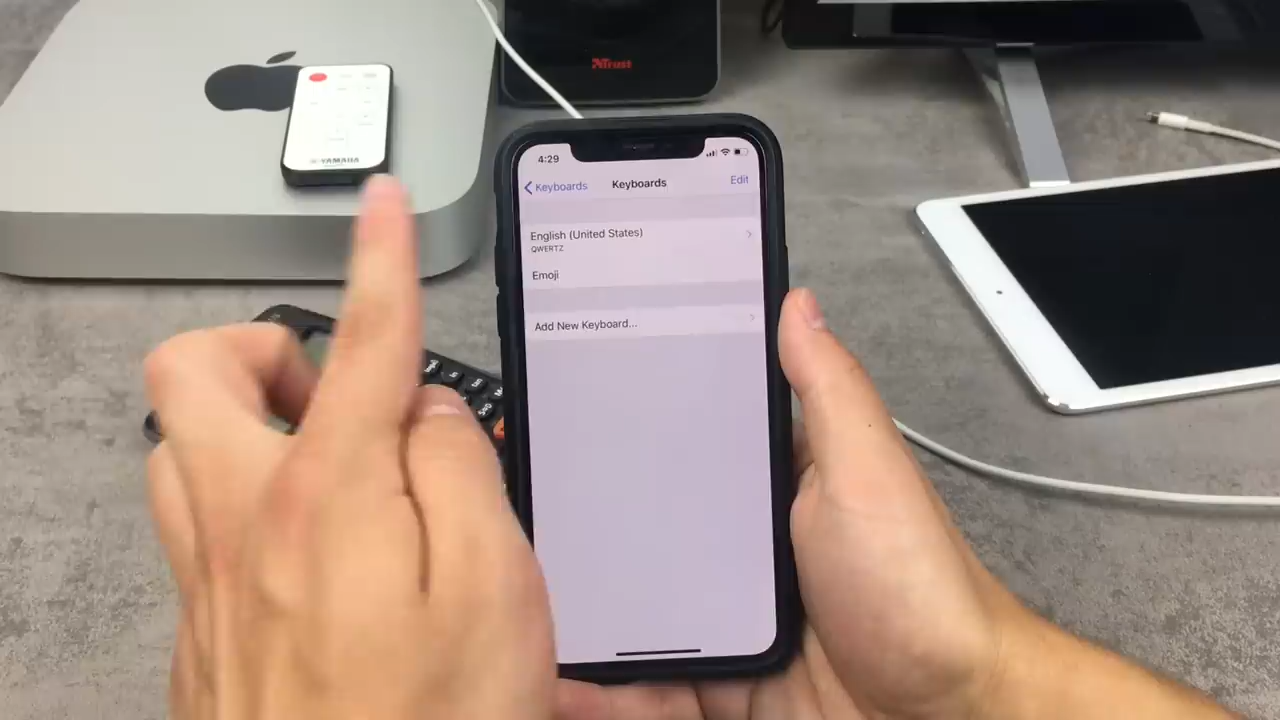 Trust
YAMAHA
4:29
Keyboards
Keyboards
Edit
English (United States)
QWERTZ
Emoji
Add New Keyboard...